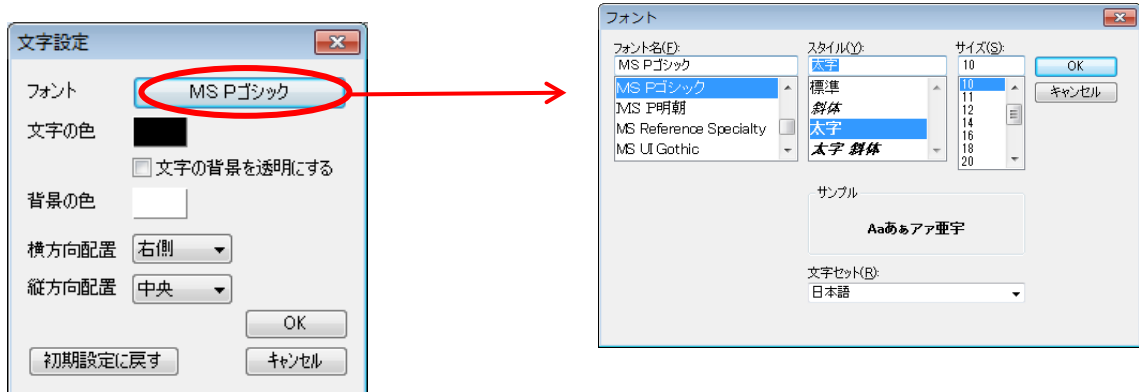 文字設定
フォント MS Pゴシック
文字の色
文字の背景を透明にする
背景の色
横方向配置 右側
縦方向配置 中央
OK
初期設定に戻す キャンセル
フォント
フォント名(F): スタイル(Y): サイズ(S):
MS Pゴシック 太字 10 OK
MS Pゴシック 標準 10 キャンセル
MS P明朝 斜体 11
MS Reference Specialty 太字 12
MS UI Gothic 太字 斜体 14
16
18
20
サンプル
Aaあぁアァ亜宇
文字セット(R):
日本語